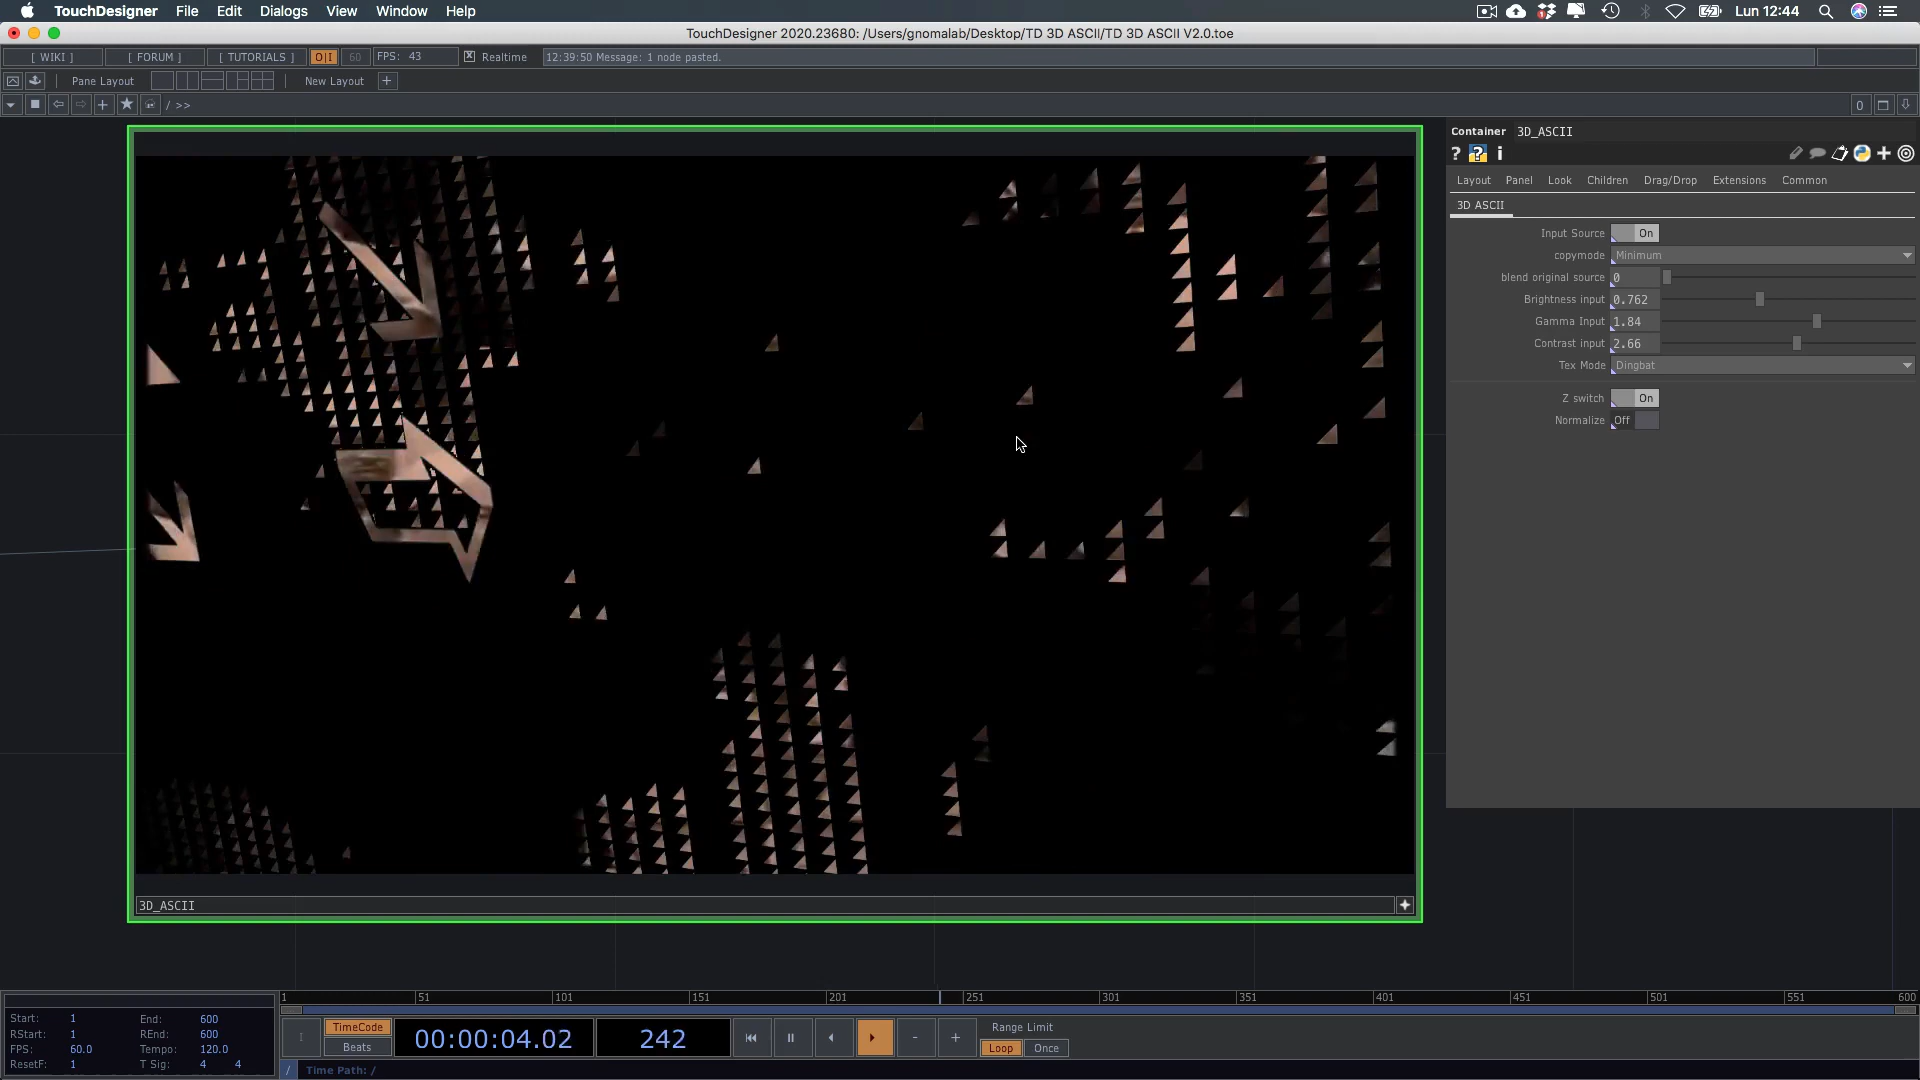 TouchDesigner File Edit Dialogs View Window Help Lun 12:44
TouchDesigner 2020.23680: /Users/gnomalab/Desktop/TD 3D ASCII/TD 3D ASCII V2.0.toe
[ WIKI ] [ FORUM ] [ TUTORIALS ] O|I 60 FPS: 43 Realtime 12:39:50 Message: 1 node pasted.
Pane Layout New Layout +
/ >> 0
Container 3D_ASCII
? ? i
Layout Panel Look Children Drag/Drop Extensions Common
3D ASCII
Input Source On
copymode Minimum
blend original source 0
Brightness input 0.762
Gamma Input 1.84
Contrast input 2.66
Tex Mode Dingbat
Z switch On
Normalize Off
3D_ASCII
1 51 101 151 201 251 301 351 401 451 501 551 600
Start: 1 End: 600
RStart: 1 REnd: 600
FPS: 60.0 Tempo: 120.0
ResetF: 1 T Sig: 4 4
TimeCode
Beats
00:00:04.02 242 - +
Range Limit
Loop Once
/ Time Path: /